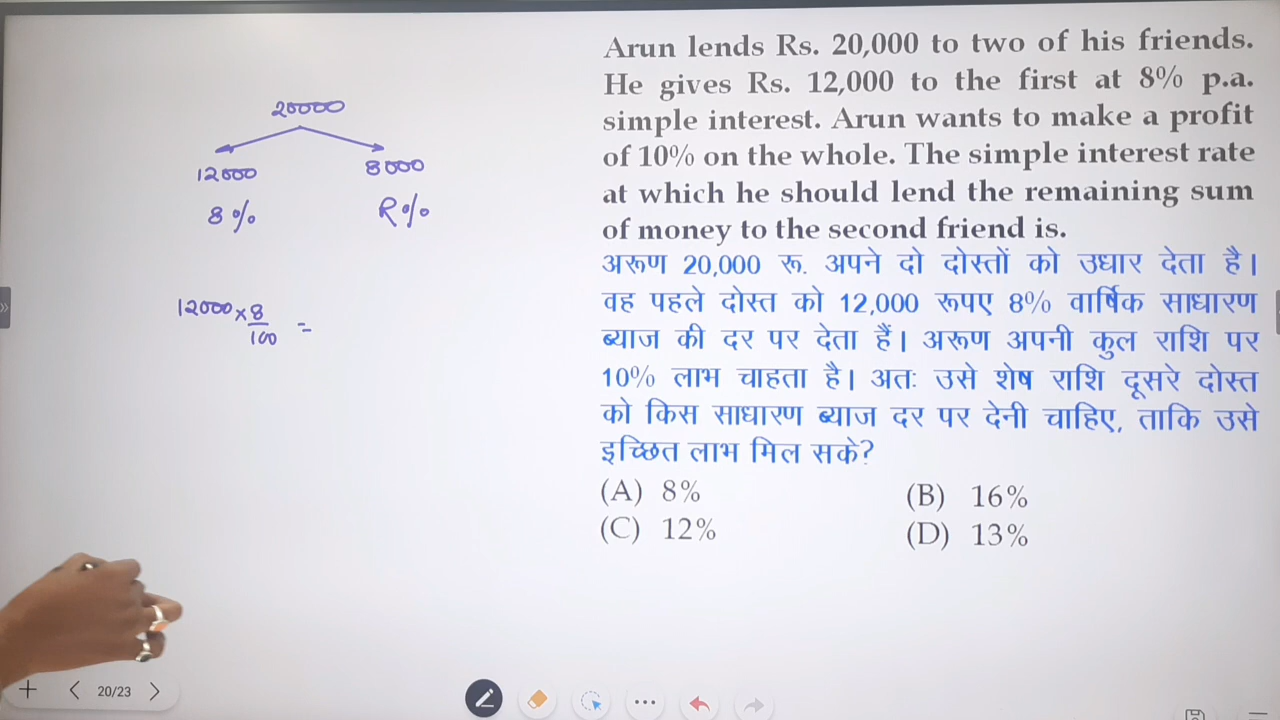 20000
12000 8000
8% R%
12000 × 8/100 =
Arun lends Rs. 20,000 to two of his friends.
He gives Rs. 12,000 to the first at 8% p.a.
simple interest. Arun wants to make a profit
of 10% on the whole. The simple interest rate
at which he should lend the remaining sum
of money to the second friend is.
अरूण 20,000 रू. अपने दो दोस्तों को उधार देता है।
वह पहले दोस्त को 12,000 रूपए 8% वार्षिक साधारण
ब्याज की दर पर देता हैं। अरूण अपनी कुल राशि पर
10% लाभ चाहता है। अतः उसे शेष राशि दूसरे दोस्त
को किस साधारण ब्याज दर पर देनी चाहिए, ताकि उसे
इच्छित लाभ मिल सके?
(A) 8% (B) 16%
(C) 12% (D) 13%
20/23